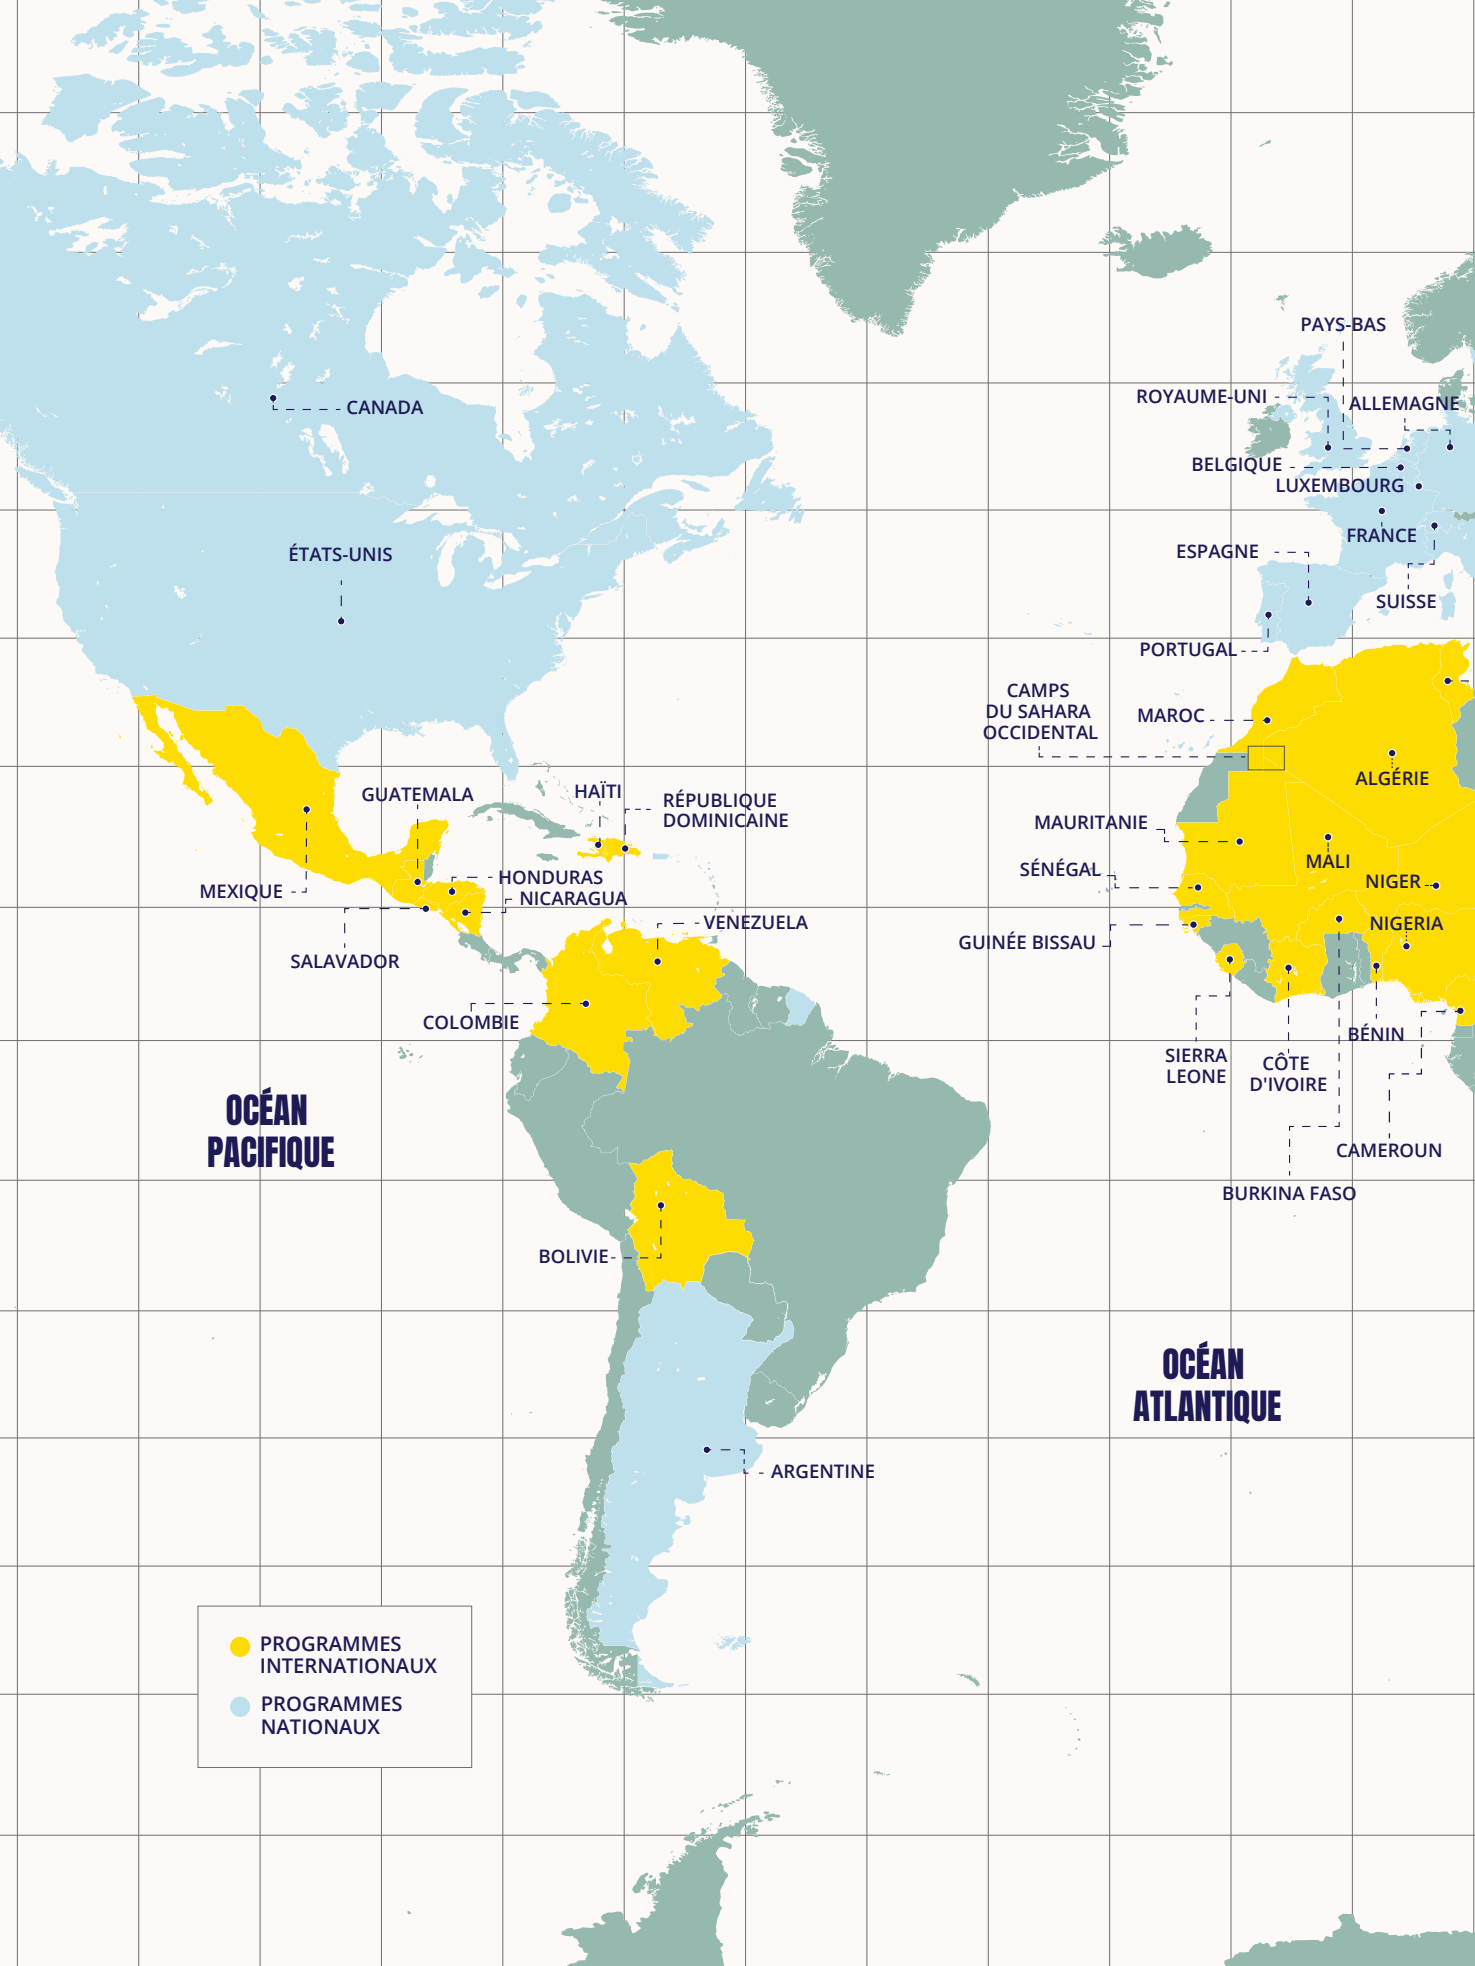 PAYS-BAS
ROYAUME-UNI
ALLEMAGNE
CANADA
BELGIQUE
LUXEMBOURG
FRANCE
ÉTATS-UNIS
ESPAGNE
SUISSE
PORTUGAL
CAMPS
DU SAHARA
OCCIDENTAL
MAROC
ALGÉRIE
GUATEMALA
HAÏTI
RÉPUBLIQUE
DOMINICAINE
MAURITANIE
MALI
SÉNÉGAL
NIGER
MEXIQUE
HONDURAS
NICARAGUA
VENEZUELA
NIGERIA
GUINÉE BISSAU
SALAVADOR
COLOMBIE
BÉNIN
SIERRA
LEONE
CÔTE
D'IVOIRE
OCÉAN
PACIFIQUE
CAMEROUN
BURKINA FASO
BOLIVIE
OCÉAN
ATLANTIQUE
ARGENTINE
PROGRAMMES
INTERNATIONAUX
PROGRAMMES
NATIONAUX